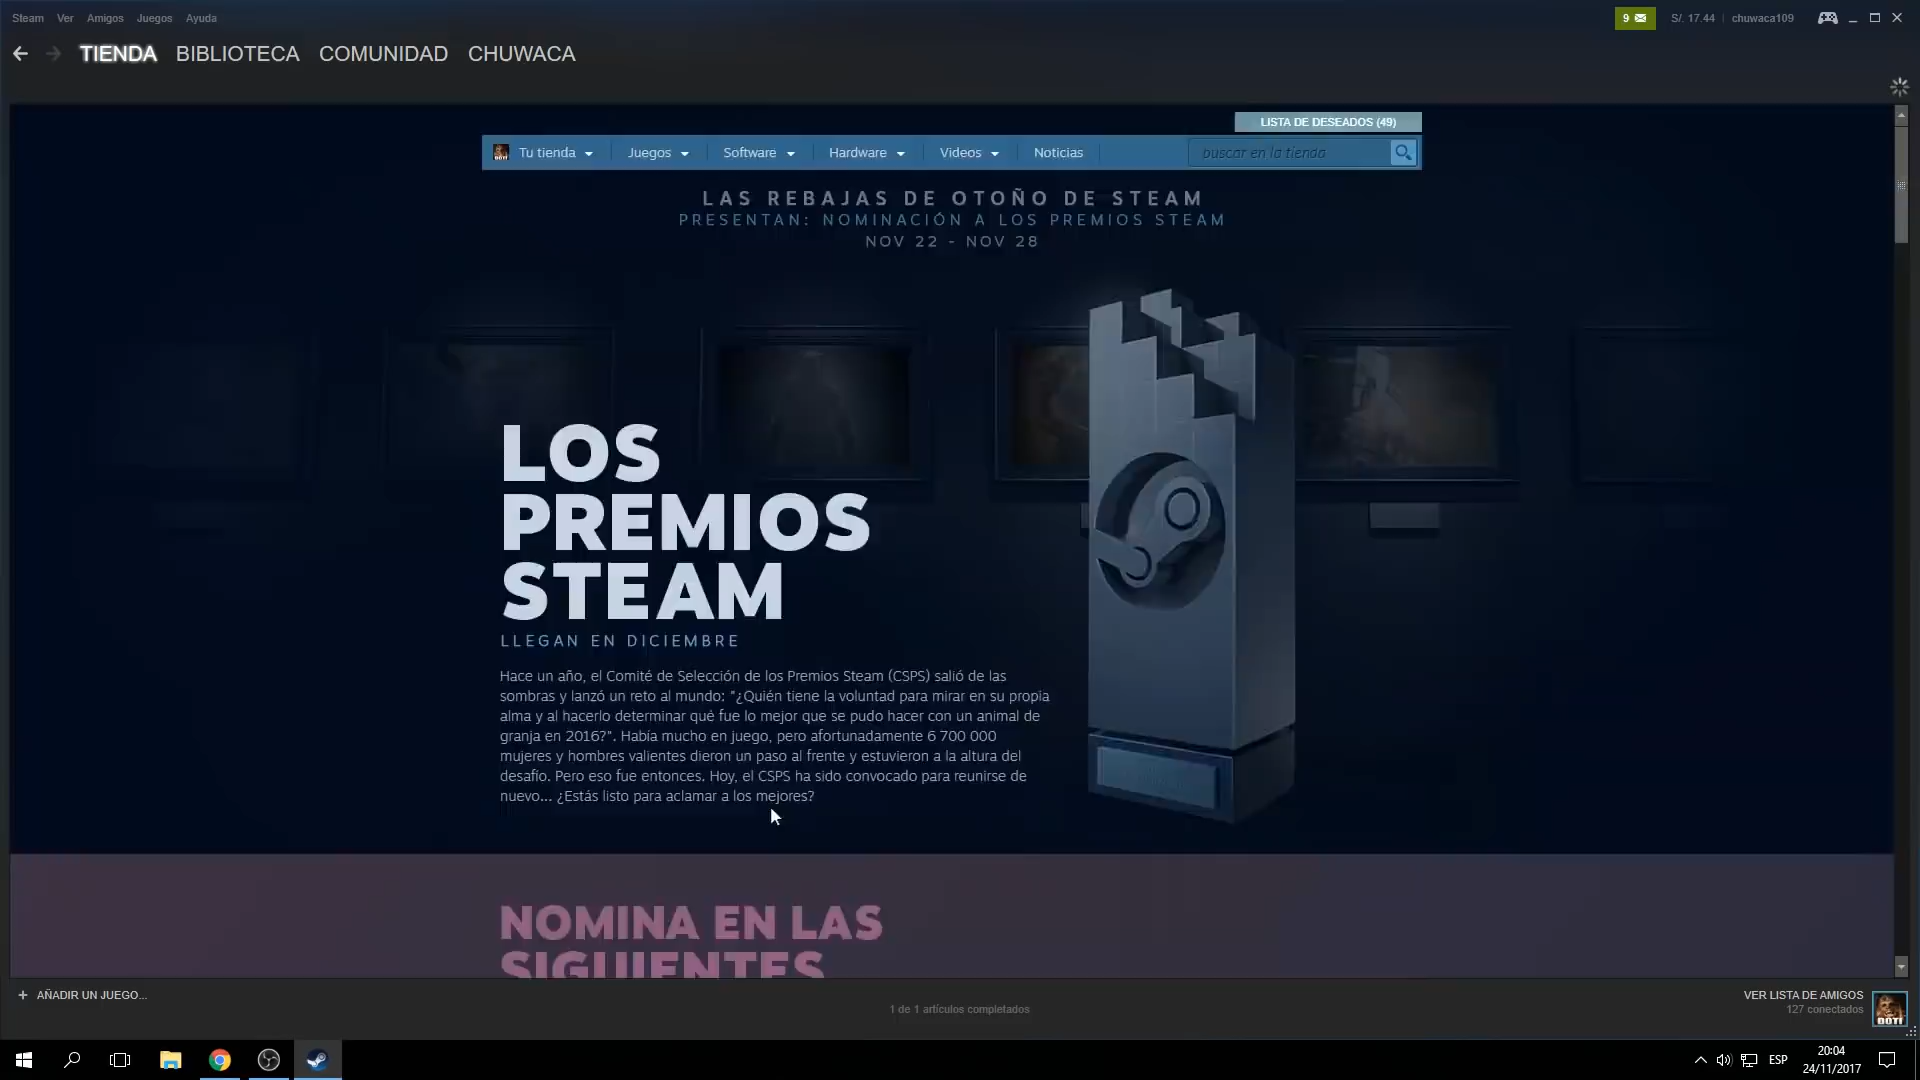 Steam Ver Amigos Juegos Ayuda
9 S/. 17.44 chuwaca109
TIENDA BIBLIOTECA COMUNIDAD CHUWACA
LISTA DE DESEADOS (49)
Tu tienda Juegos Software Hardware Videos Noticias buscar en la tienda
LAS REBAJAS DE OTOÑO DE STEAM
PRESENTAN: NOMINACIÓN A LOS PREMIOS STEAM
NOV 22 - NOV 28
LOS
PREMIOS
STEAM
LLEGAN EN DICIEMBRE
Hace un año, el Comité de Selección de los Premios Steam (CSPS) salió de las
sombras y lanzó un reto al mundo: "¿Quién tiene la voluntad para mirar en su propia
alma y al hacerlo determinar qué fue lo mejor que se pudo hacer con un animal de
granja en 2016?". Había mucho en juego, pero afortunadamente 6 700 000
mujeres y hombres valientes dieron un paso al frente y estuvieron a la altura del
desafío. Pero eso fue entonces. Hoy, el CSPS ha sido convocado para reunirse de
nuevo... ¿Estás listo para aclamar a los mejores?
NOMINA EN LAS
SIGUIENTES
+ AÑADIR UN JUEGO...
1 de 1 artículos completados
VER LISTA DE AMIGOS
127 conectados
DOTI
ESP
20:04
24/11/2017